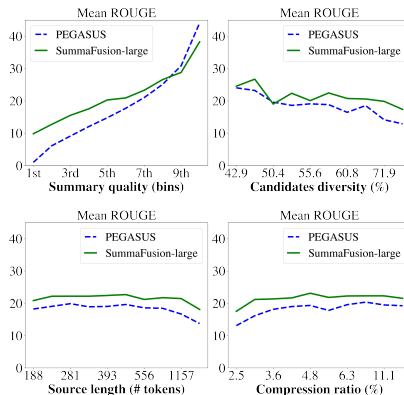 Mean ROUGE
PEGASUS
SummaFusion-large
40
30
20
10
0
1st 3rd 5th 7th 9th
Summary quality (bins)
Mean ROUGE
PEGASUS
SummaFusion-large
40
30
20
10
0
42.9 50.4 55.6 60.8 71.9
Candidates diversity (%)
Mean ROUGE
PEGASUS
SummaFusion-large
40
30
20
10
0
188 281 393 556 1157
Source length (# tokens)
Mean ROUGE
PEGASUS
SummaFusion-large
40
30
20
10
0
2.5 3.6 4.8 6.3 11.1
Compression ratio (%)